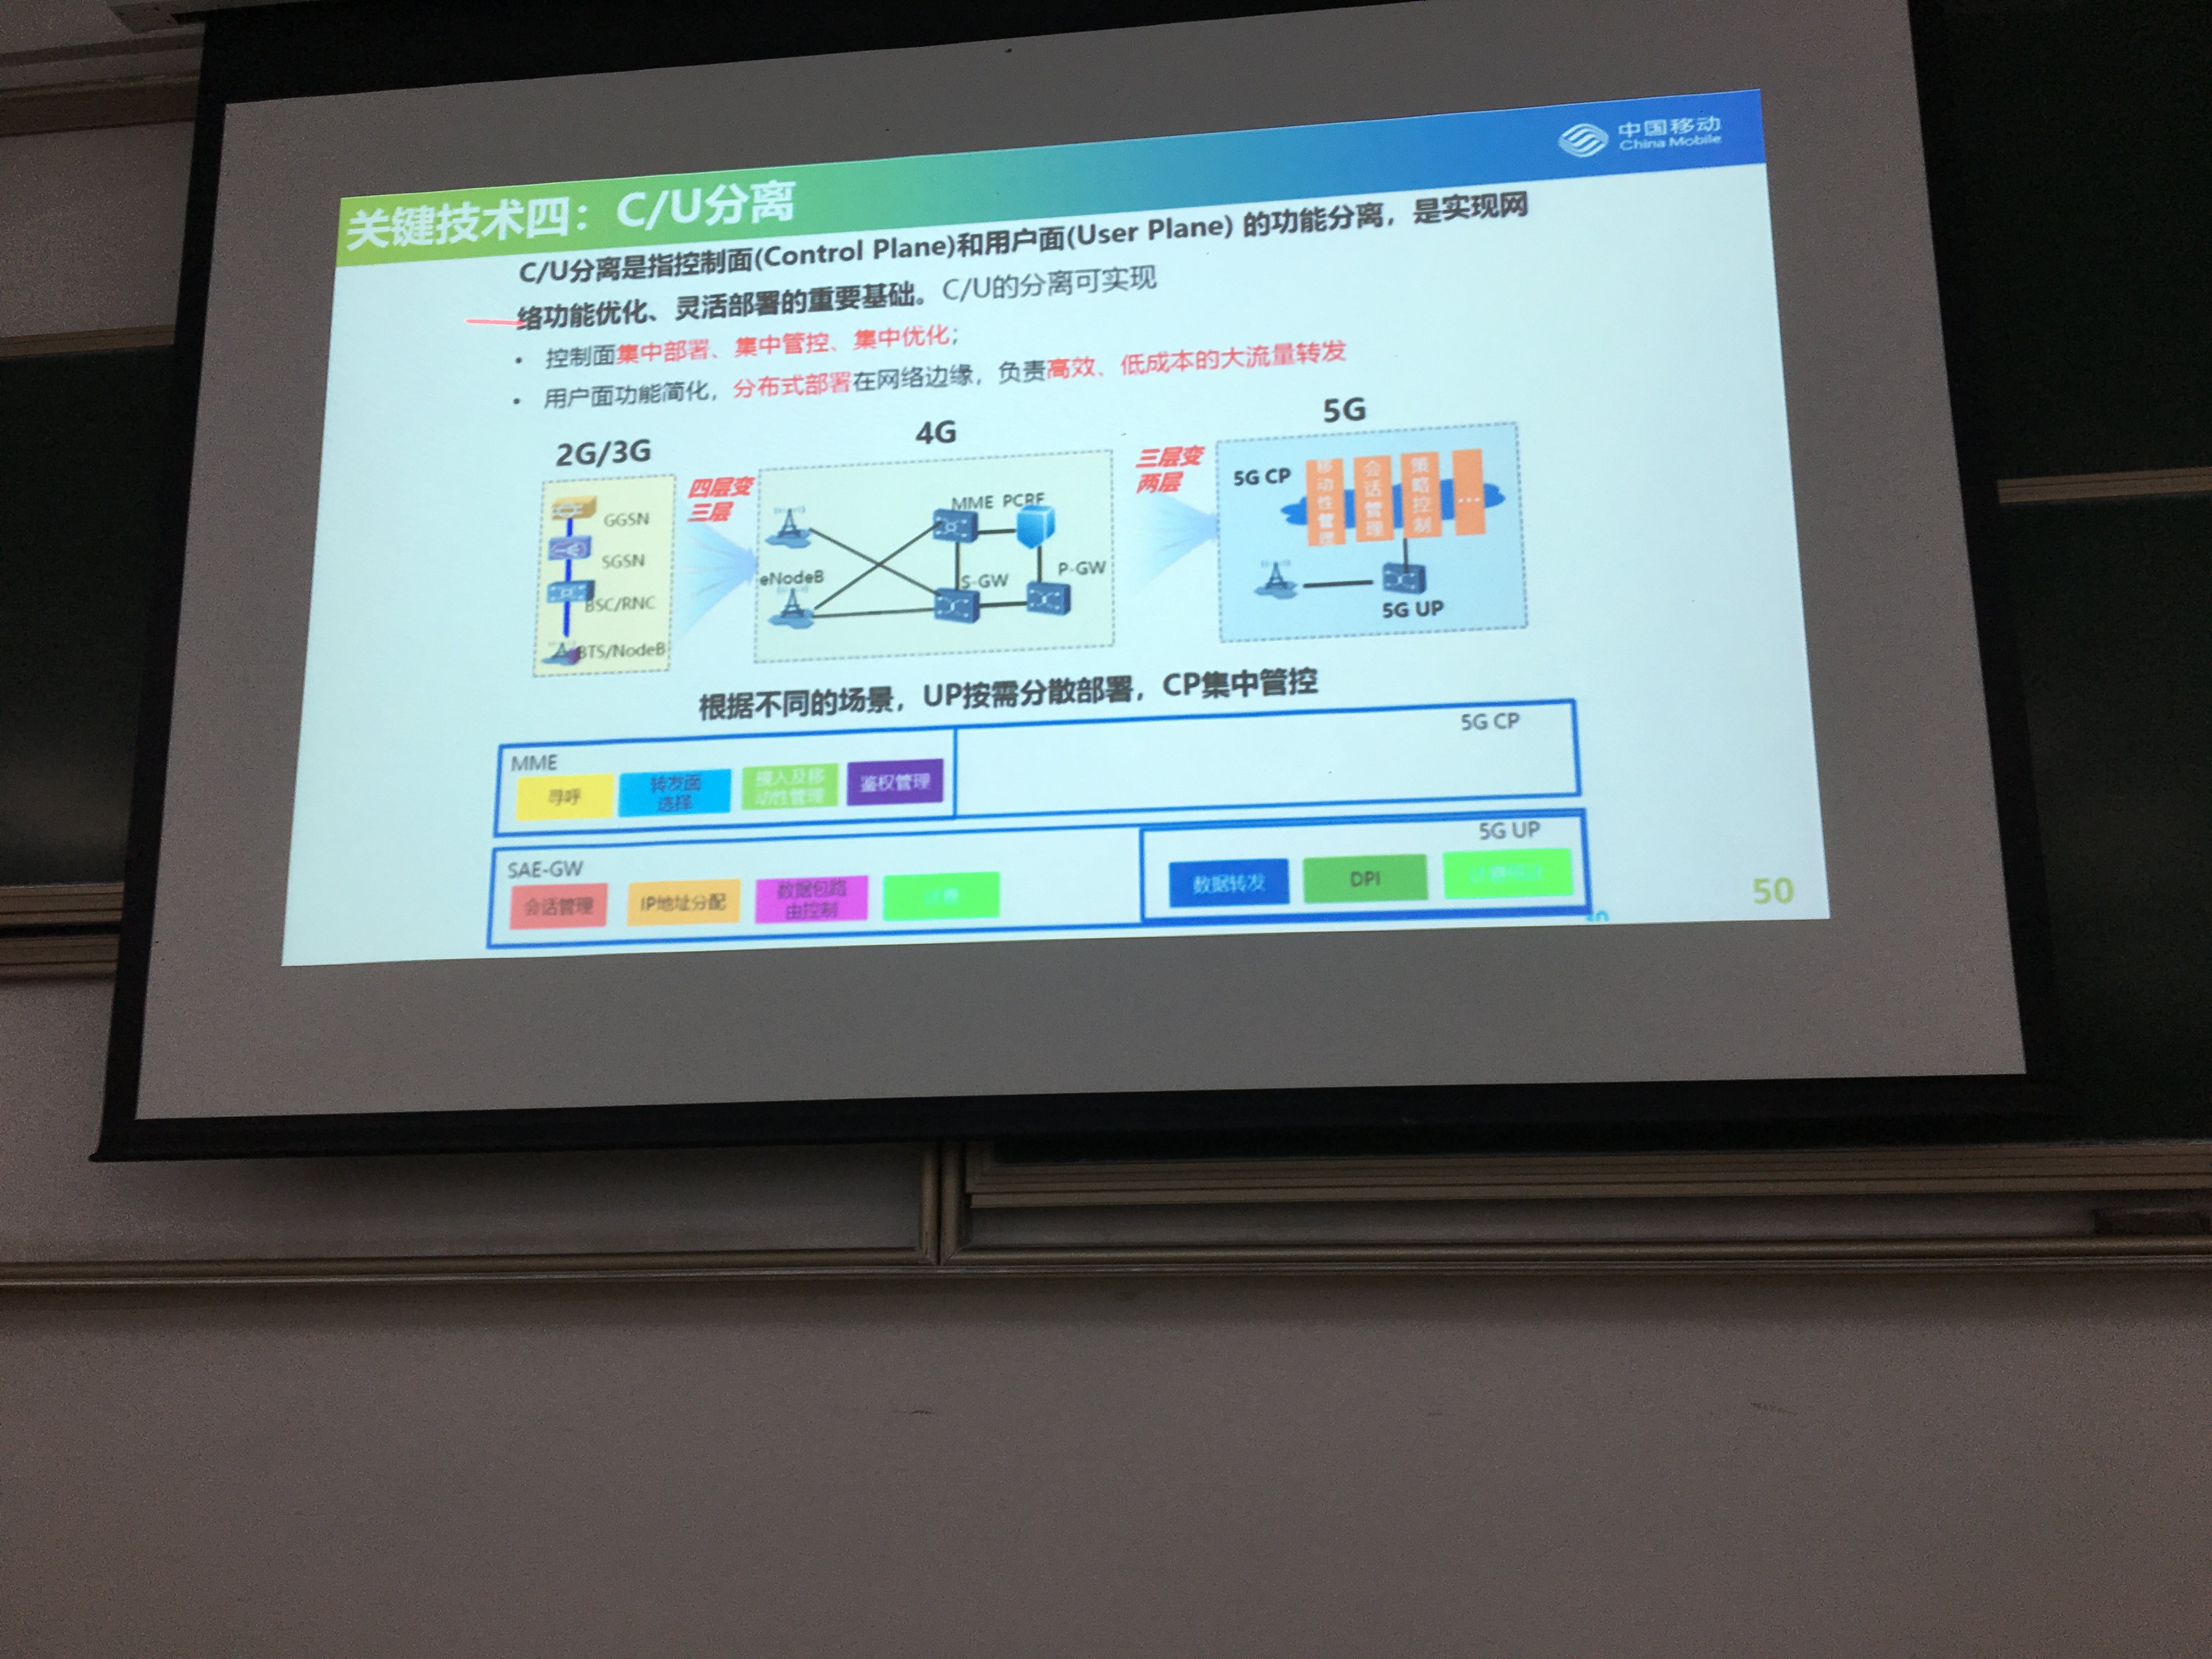 中国移动
China Mobile
关键技术四：C/U分离
C/U分离是指控制面(Control Plane)和用户面(User Plane) 的功能分离，是实现网
络功能优化、灵活部署的重要基础。C/U的分离可实现
• 控制面集中部署、集中管控、集中优化；
• 用户面功能简化，分布式部署在网络边缘，负责高效、低成本的大流量转发
2G/3G
GGSN
SGSN
BSC/RNC
BTS/NodeB
四层变
三层
4G
MME PCRF
eNodeB
S-GW
P-GW
三层变
两层
5G
5G CP
移动性管理
会话管理
策略控制
...
5G UP
根据不同的场景，UP按需分散部署，CP集中管控
MME
寻呼
转发面
选择
接入及移
动性管理
鉴权管理
5G CP
SAE-GW
会话管理
IP地址分配
数据包路
由控制
计费
5G UP
数据转发
DPI
50